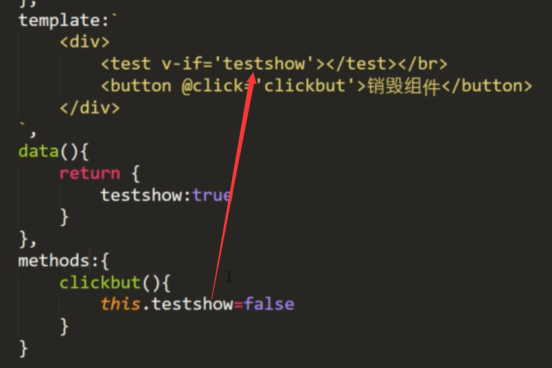 },
template:`
<div>
<test v-if='testshow'></test></br>
<button @click='clickbut'>销毁组件</button>
</div>
`,
data(){
return {
testshow:true
}
},
methods:{
clickbut(){
this.testshow=false
}
}